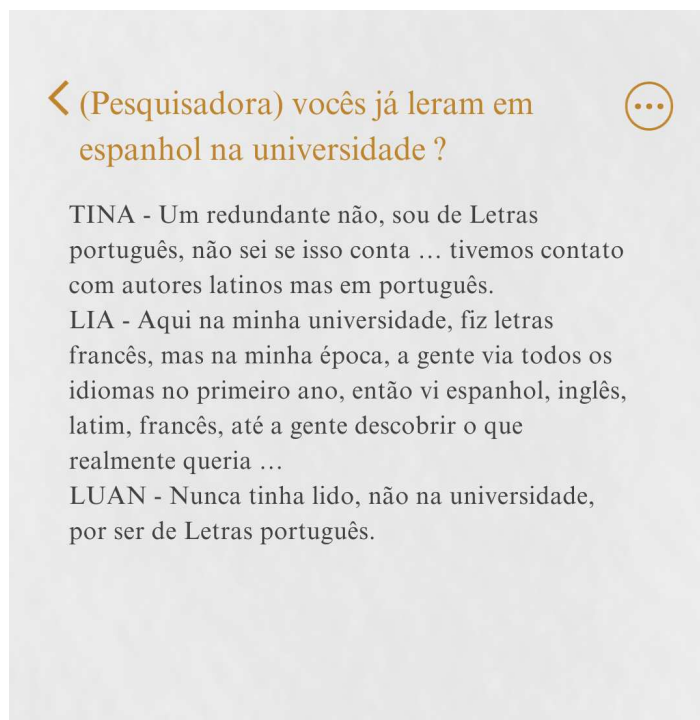 (Pesquisadora) vocês já leram em
espanhol na universidade ?
TINA - Um redundante não, sou de Letras
português, não sei se isso conta … tivemos contato
com autores latinos mas em português.
LIA - Aqui na minha universidade, fiz letras
francês, mas na minha época, a gente via todos os
idiomas no primeiro ano, então vi espanhol, inglês,
latim, francês, até a gente descobrir o que
realmente queria …
LUAN - Nunca tinha lido, não na universidade,
por ser de Letras português.